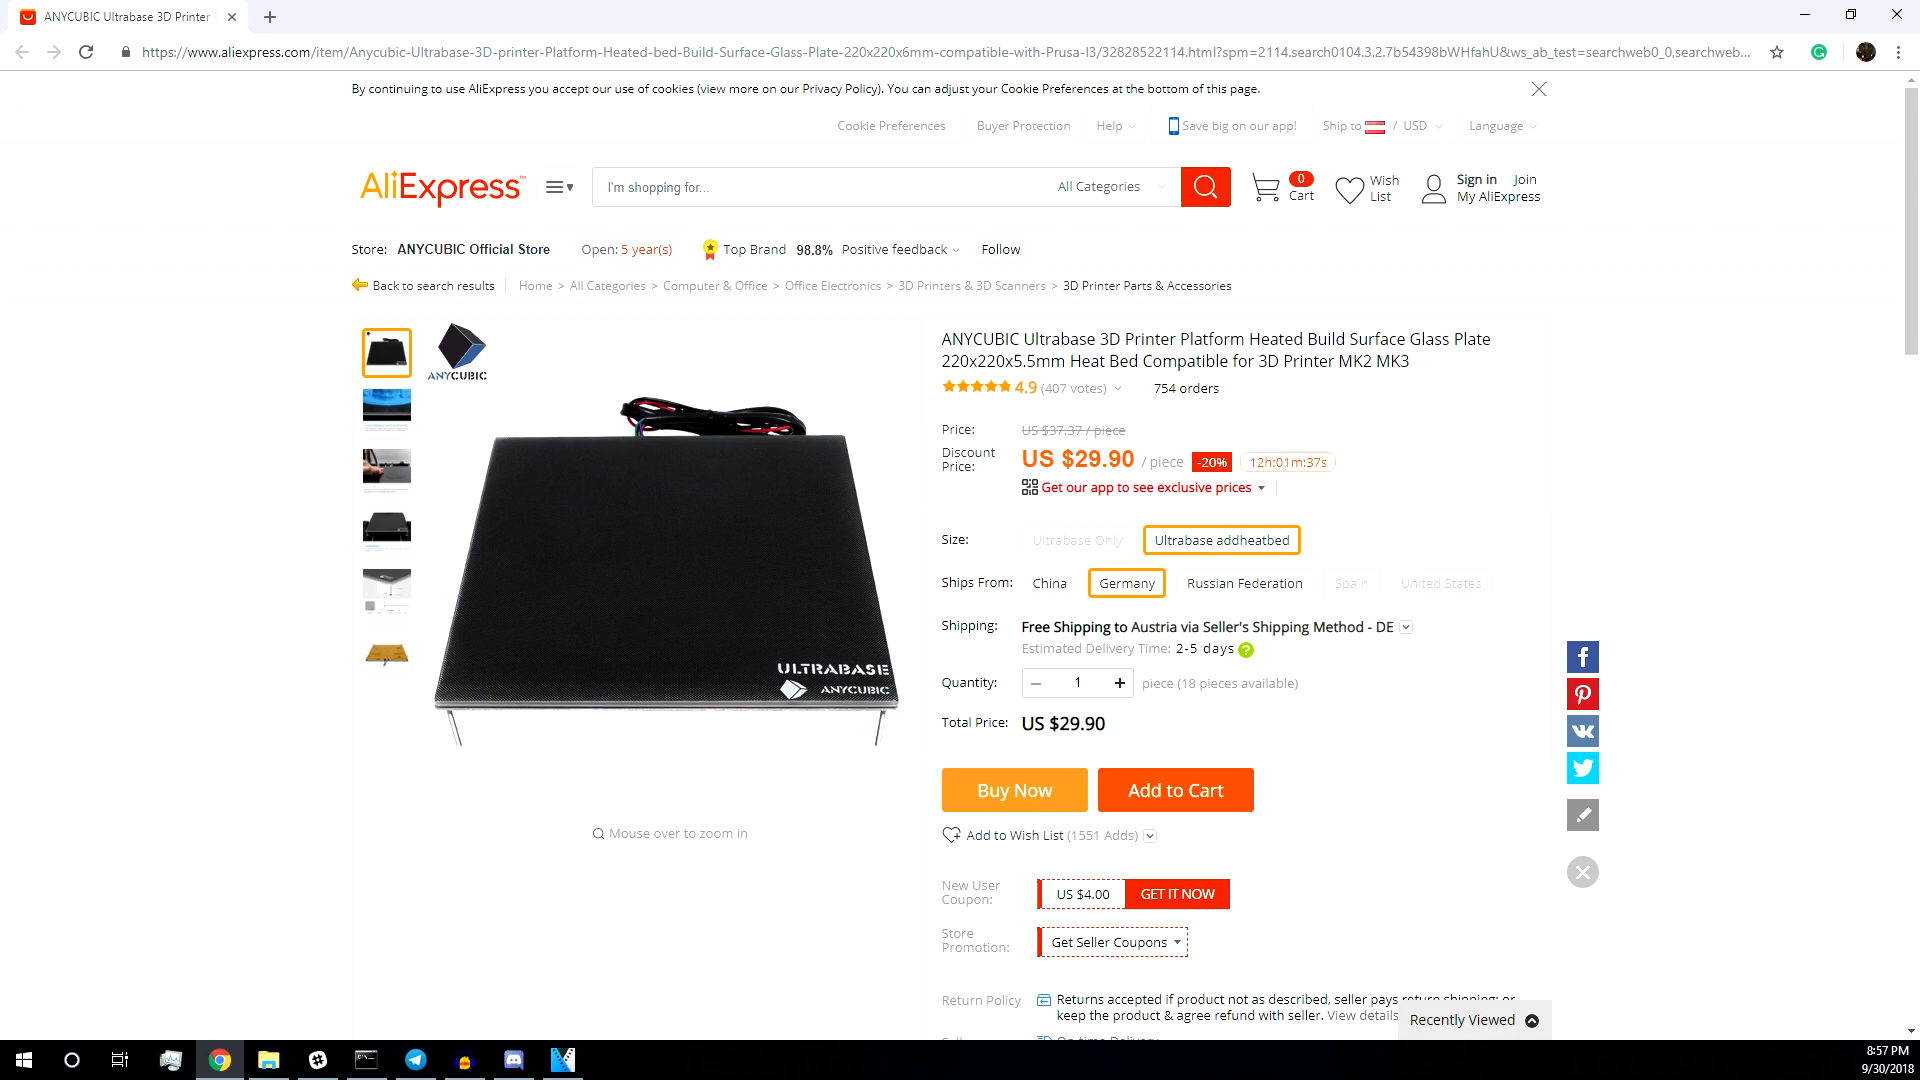 ANYCUBIC Ultrabase 3D Printer
https://www.aliexpress.com/item/Anycubic-Ultrabase-3D-printer-Platform-Heated-bed-Build-Surface-Glass-Plate-220x220x6mm-compatible-with-Prusa-I3/32828522114.html?spm=2114.search0104.3.2.7b54398bWHfahU&ws_ab_test=searchweb0_0,searchweb...
By continuing to use AliExpress you accept our use of cookies (view more on our Privacy Policy). You can adjust your Cookie Preferences at the bottom of this page.
Cookie Preferences Buyer Protection Help Save big on our app! Ship to / USD Language
AliExpress™ I'm shopping for... All Categories 0 Cart Wish List Sign in Join My AliExpress
Store: ANYCUBIC Official Store Open: 5 year(s) Top Brand 98.8% Positive feedback Follow
Back to search results Home > All Categories > Computer & Office > Office Electronics > 3D Printers & 3D Scanners > 3D Printer Parts & Accessories
ANYCUBIC
ULTRABASE
ANYCUBIC
Mouse over to zoom in
ANYCUBIC Ultrabase 3D Printer Platform Heated Build Surface Glass Plate
220x220x5.5mm Heat Bed Compatible for 3D Printer MK2 MK3
4.9 (407 votes) 754 orders
Price: US $37.37 / piece
Discount Price: US $29.90 / piece -20% 12h:01m:37s
Get our app to see exclusive prices
Size: Ultrabase Only Ultrabase addheatbed
Ships From: China Germany Russian Federation Spain United States
Shipping: Free Shipping to Austria via Seller's Shipping Method - DE
Estimated Delivery Time: 2-5 days ?
Quantity: 1 piece (18 pieces available)
Total Price: US $29.90
Buy Now Add to Cart
Add to Wish List (1551 Adds)
New User Coupon: US $4.00 GET IT NOW
Store Promotion: Get Seller Coupons
Return Policy Returns accepted if product not as described, seller pays return shipping; or
keep the product & agree refund with seller. View details
Recently Viewed
On-time Delivery
8:57 PM
9/30/2018